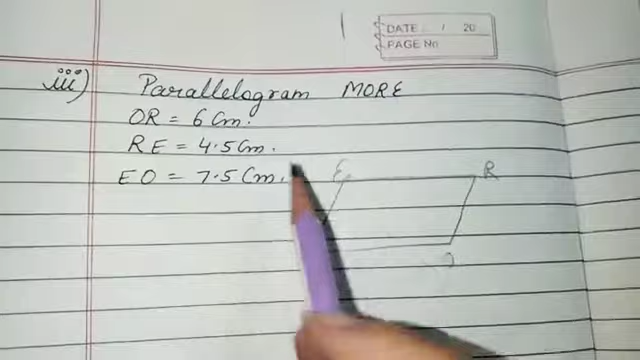 DATE / 20
PAGE No
iii) Parallelogram MORE
OR = 6 Cm.
RE = 4.5 Cm.
EO = 7.5 Cm.
E R
O